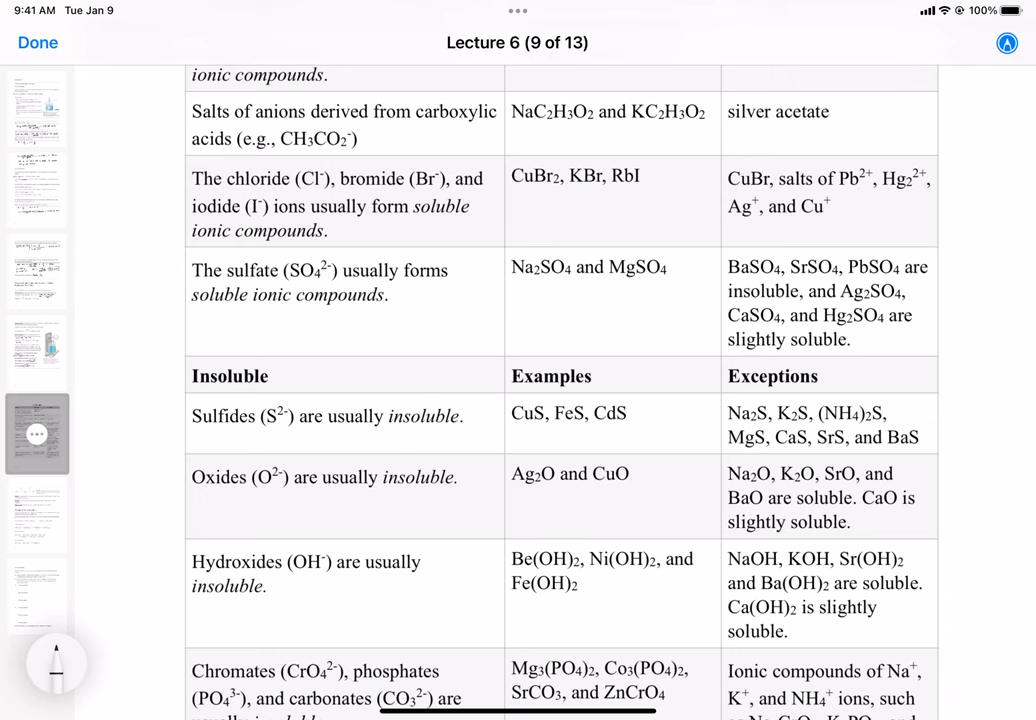 9:41 AM Tue Jan 9
100%
Done
Lecture 6 (9 of 13)
ionic compounds.
Salts of anions derived from carboxylic
acids (e.g., CH₃CO₂⁻)
NaC₂H₃O₂ and KC₂H₃O₂
silver acetate
The chloride (Cl⁻), bromide (Br⁻), and
iodide (I⁻) ions usually form soluble
ionic compounds.
CuBr₂, KBr, RbI
CuBr, salts of Pb²⁺, Hg₂²⁺,
Ag⁺, and Cu⁺
The sulfate (SO₄²⁻) usually forms
soluble ionic compounds.
Na₂SO₄ and MgSO₄
BaSO₄, SrSO₄, PbSO₄ are
insoluble, and Ag₂SO₄,
CaSO₄, and Hg₂SO₄ are
slightly soluble.
Insoluble
Examples
Exceptions
Sulfides (S²⁻) are usually insoluble.
CuS, FeS, CdS
Na₂S, K₂S, (NH₄)₂S,
MgS, CaS, SrS, and BaS
Oxides (O²⁻) are usually insoluble.
Ag₂O and CuO
Na₂O, K₂O, SrO, and
BaO are soluble. CaO is
slightly soluble.
Hydroxides (OH⁻) are usually
insoluble.
Be(OH)₂, Ni(OH)₂, and
Fe(OH)₂
NaOH, KOH, Sr(OH)₂
and Ba(OH)₂ are soluble.
Ca(OH)₂ is slightly
soluble.
Chromates (CrO₄²⁻), phosphates
(PO₄³⁻), and carbonates (CO₃²⁻) are
Mg₃(PO₄)₂, Co₃(PO₄)₂,
SrCO₃, and ZnCrO₄
Ionic compounds of Na⁺,
K⁺, and NH₄⁺ ions, such